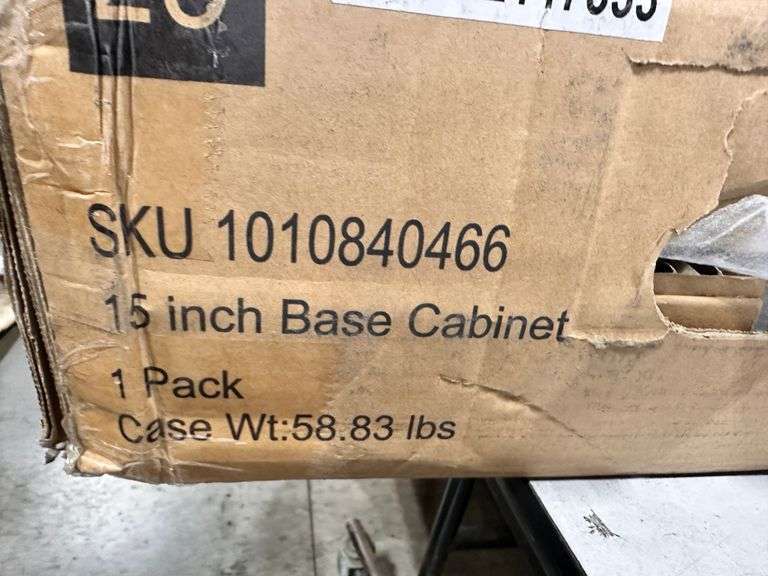 SKU 1010840466
15 inch Base Cabinet
1 Pack
Case Wt:58.83 lbs